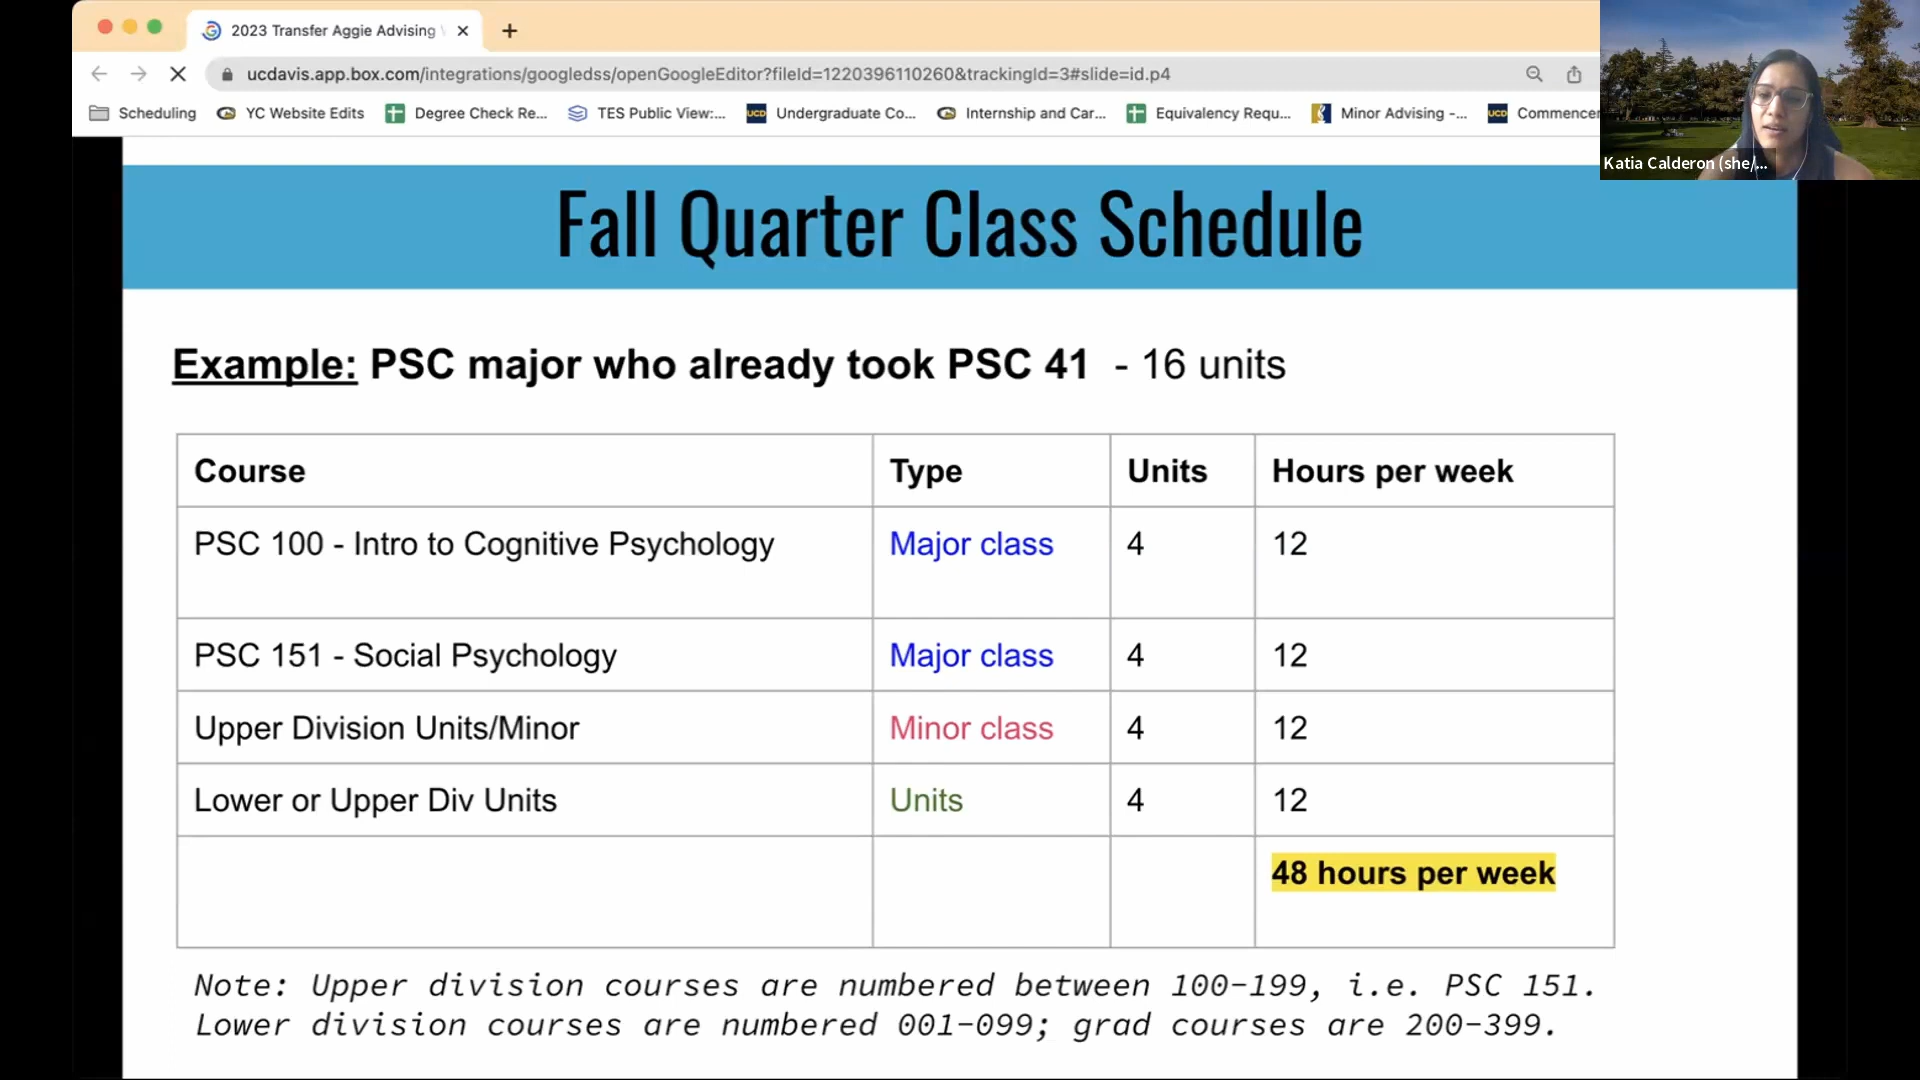 2023 Transfer Aggie Advising
ucdavis.app.box.com/integrations/googledss/openGoogleEditor?fileId=1220396110260&trackingId=3#slide=id.p4
Scheduling YC Website Edits Degree Check Re... TES Public View:... UCD Undergraduate Co... Internship and Car... Equivalency Requ... Minor Advising -... UCD Commencer
Katia Calderon (she/...
Fall Quarter Class Schedule
Example: PSC major who already took PSC 41 - 16 units
Course Type Units Hours per week
PSC 100 - Intro to Cognitive Psychology Major class 4 12
PSC 151 - Social Psychology Major class 4 12
Upper Division Units/Minor Minor class 4 12
Lower or Upper Div Units Units 4 12
48 hours per week
Note: Upper division courses are numbered between 100-199, i.e. PSC 151.
Lower division courses are numbered 001-099; grad courses are 200-399.